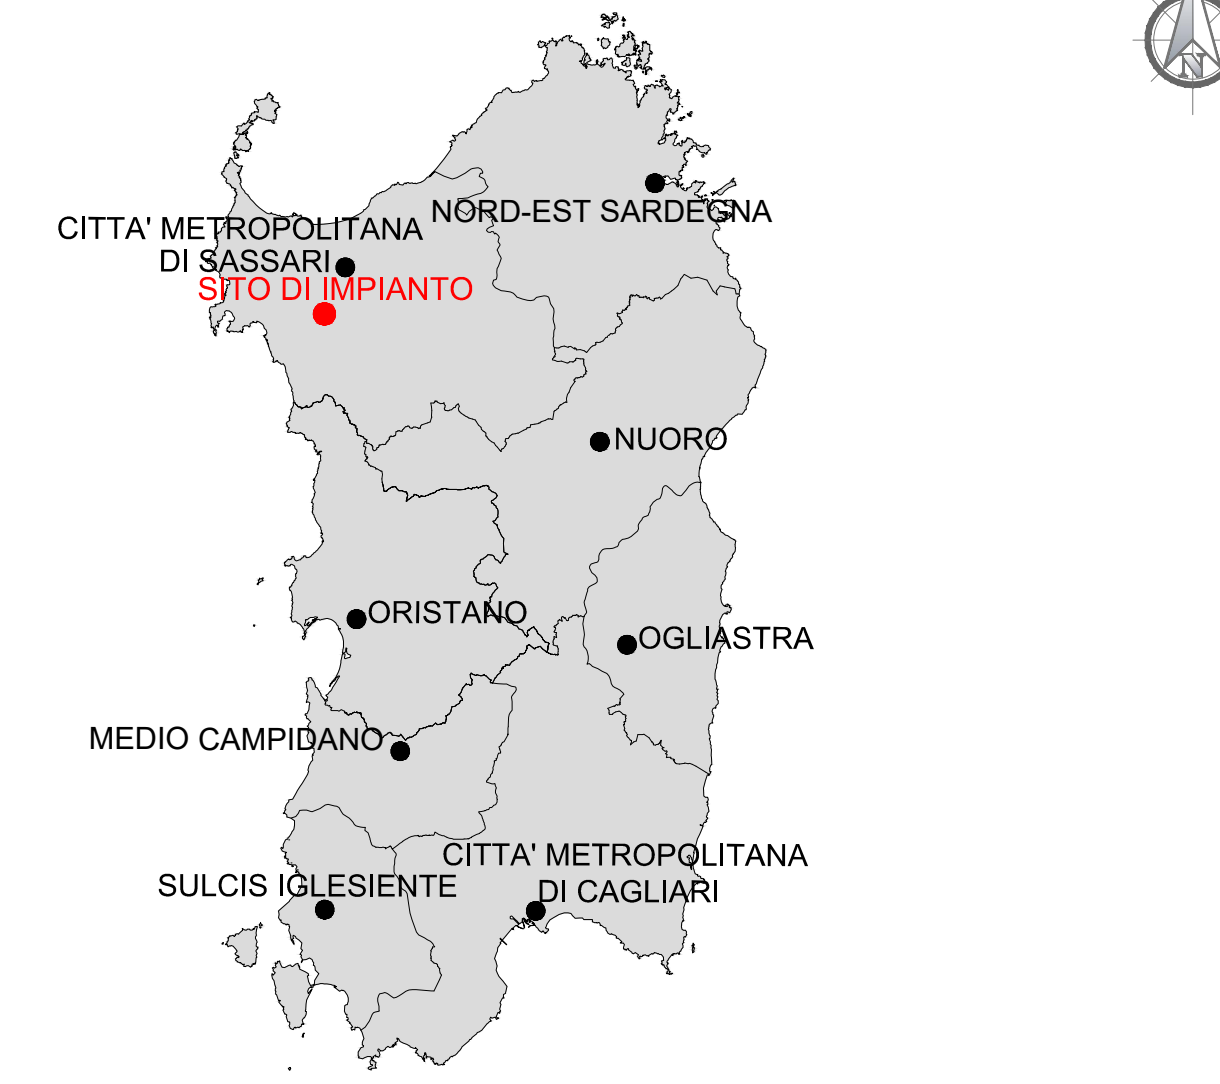 N
NORD-EST SARDEGNA
CITTA' METROPOLITANA
DI SASSARI
SITO DI IMPIANTO
NUORO
ORISTANO
OGLIASTRA
MEDIO CAMPIDANO
CITTA' METROPOLITANA
DI CAGLIARI
SULCIS IGLESIENTE